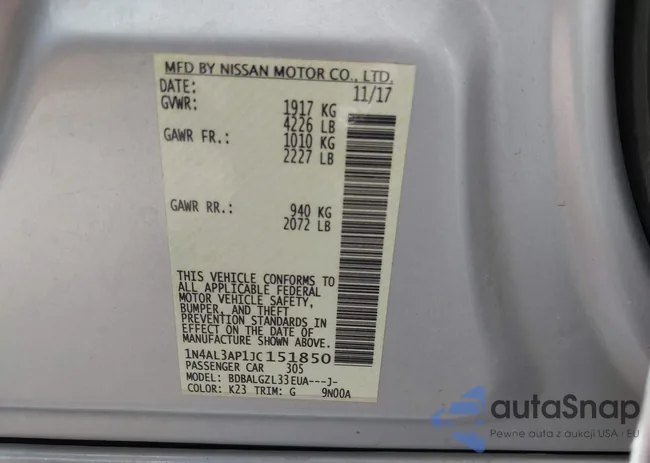 MFD BY NISSAN MOTOR CO., LTD.
DATE: 11/17
GVWR: 1917 KG
4226 LB
GAWR FR.: 1010 KG
2227 LB
GAWR RR.: 940 KG
2072 LB
THIS VEHICLE CONFORMS TO
ALL APPLICABLE FEDERAL
MOTOR VEHICLE SAFETY,
BUMPER, AND THEFT
PREVENTION STANDARDS IN
EFFECT ON THE DATE OF
MANUFACTURE SHOWN ABOVE.
1N4AL3AP1JC151850
PASSENGER CAR 305
MODEL: BDBALGZL33EUA---J-
COLOR: K23 TRIM: G 9N00A
autaSnap
Pewne auta z aukcji USA i EU